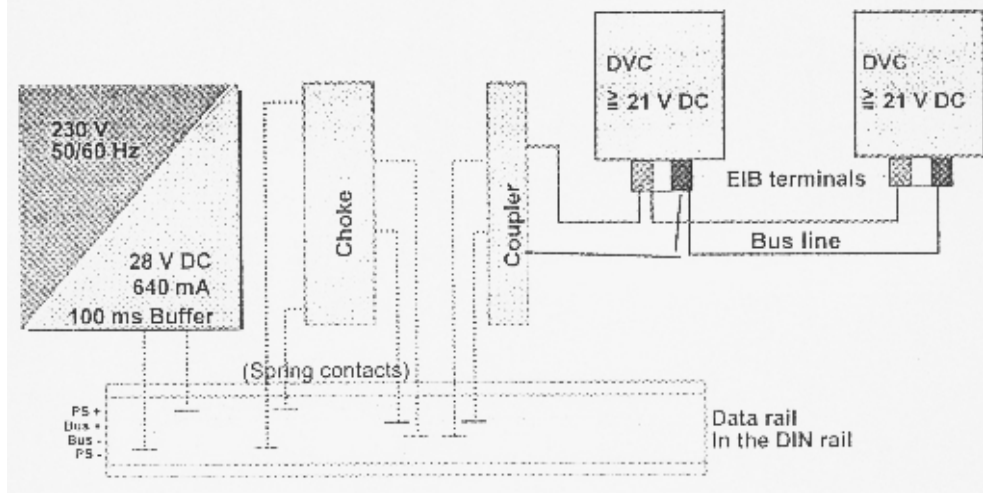 230 V
50/60 Hz
28 V DC
640 mA
100 ms Buffer
Choke
Coupler
DVC
≧ 21 V DC
DVC
≧ 21 V DC
EIB terminals
Bus line
(Spring contacts)
PS +
Bus +
Bus -
PS -
Data rail
In the DIN rail